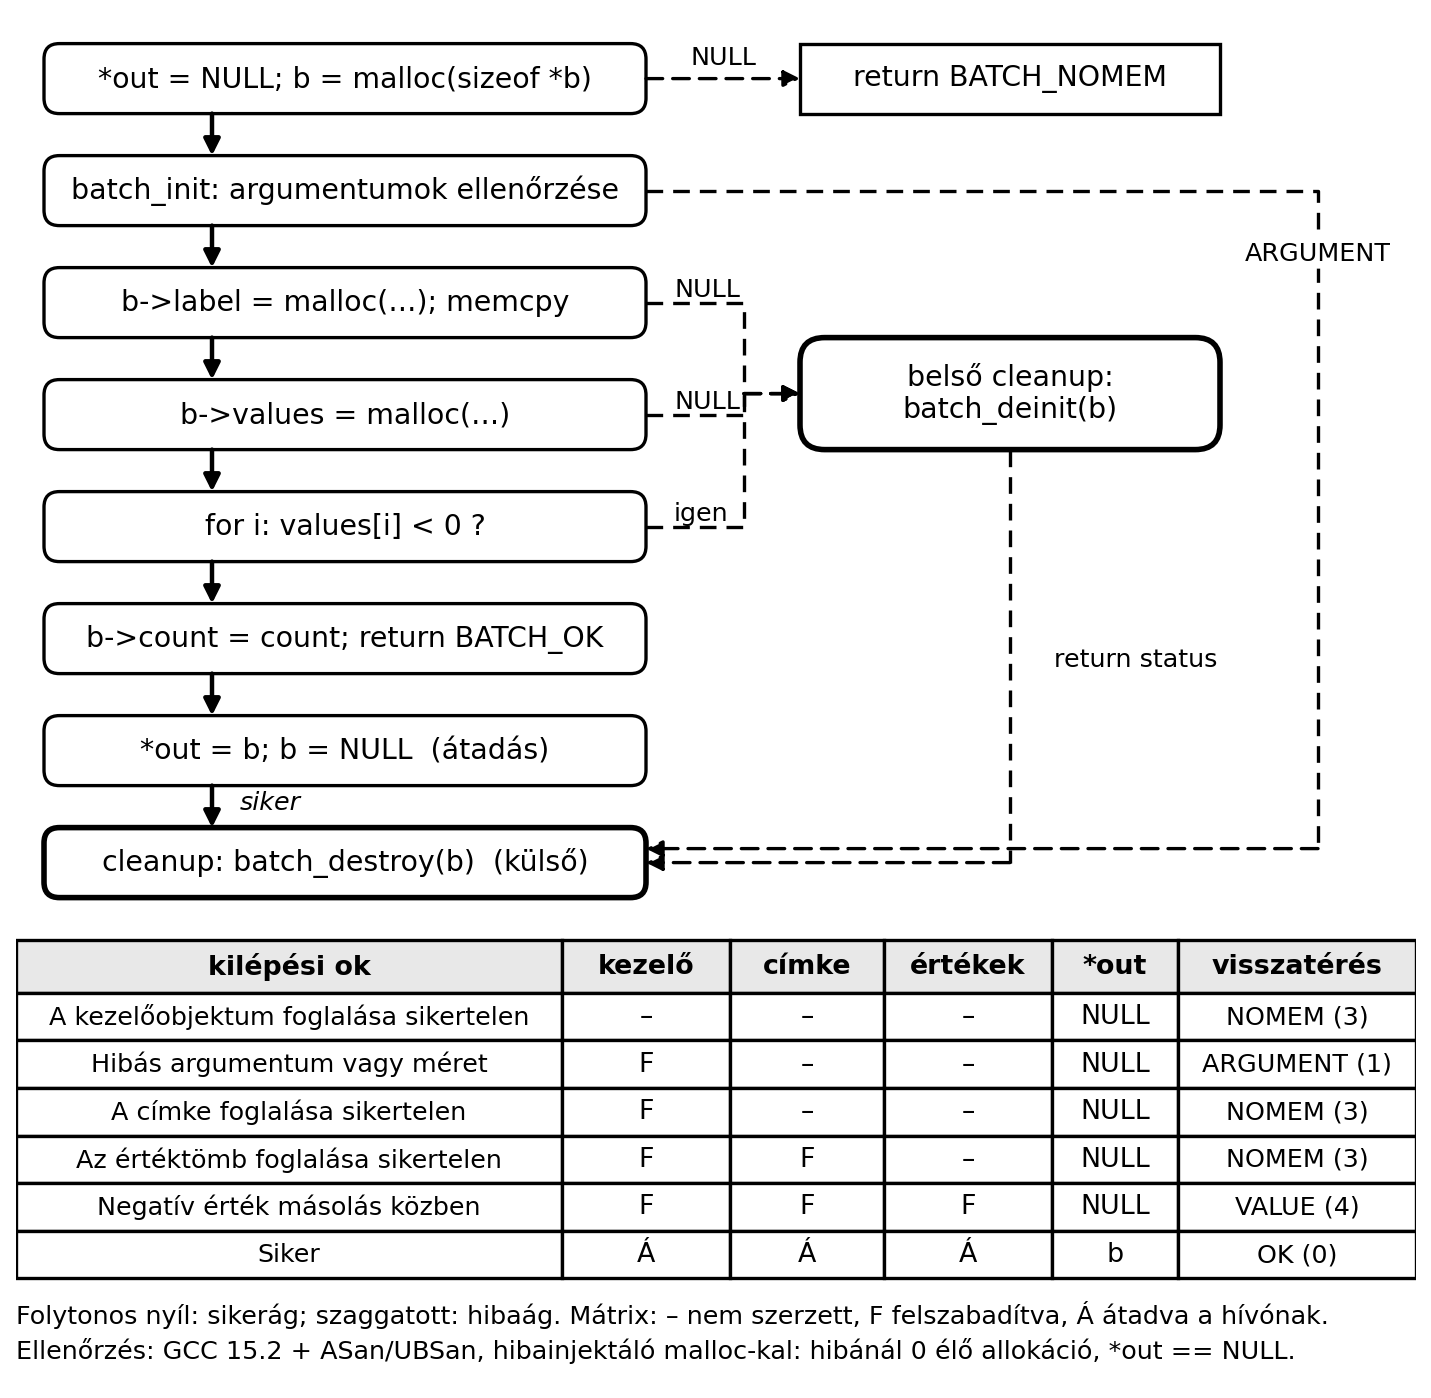 *out = NULL; b = malloc(sizeof *b)
NULL
return BATCH_NOMEM
batch_init: argumentumok ellenőrzése
ARGUMENT
b->label = malloc(...); memcpy
NULL
belső cleanup:
batch_deinit(b)
b->values = malloc(...)
NULL
for i: values[i] < 0 ?
igen
b->count = count; return BATCH_OK
return status
*out = b; b = NULL  (átadás)
siker
cleanup: batch_destroy(b)  (külső)
kilépési ok kezelő címke értékek *out visszatérés
A kezelőobjektum foglalása sikertelen – – – NULL NOMEM (3)
Hibás argumentum vagy méret F – – NULL ARGUMENT (1)
A címke foglalása sikertelen F – – NULL NOMEM (3)
Az értéktömb foglalása sikertelen F F – NULL NOMEM (3)
Negatív érték másolás közben F F F NULL VALUE (4)
Siker Á Á Á b OK (0)
Folytonos nyíl: sikerág; szaggatott: hibaág. Mátrix: – nem szerzett, F felszabadítva, Á átadva a hívónak.
Ellenőrzés: GCC 15.2 + ASan/UBSan, hibainjektáló malloc-kal: hibánál 0 élő allokáció, *out == NULL.